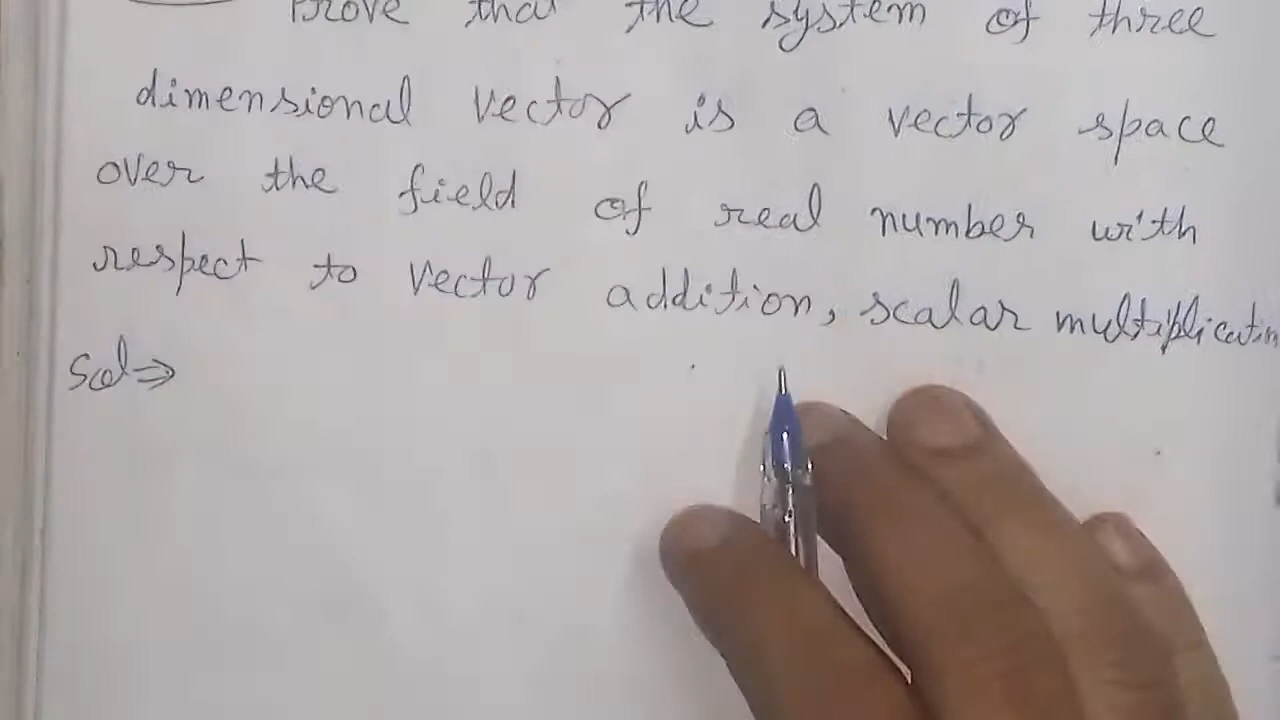 Prove that the system of three
dimensional vector is a vector space
over the field of real number with
respect to vector addition, scalar multiplication
Sol⇒